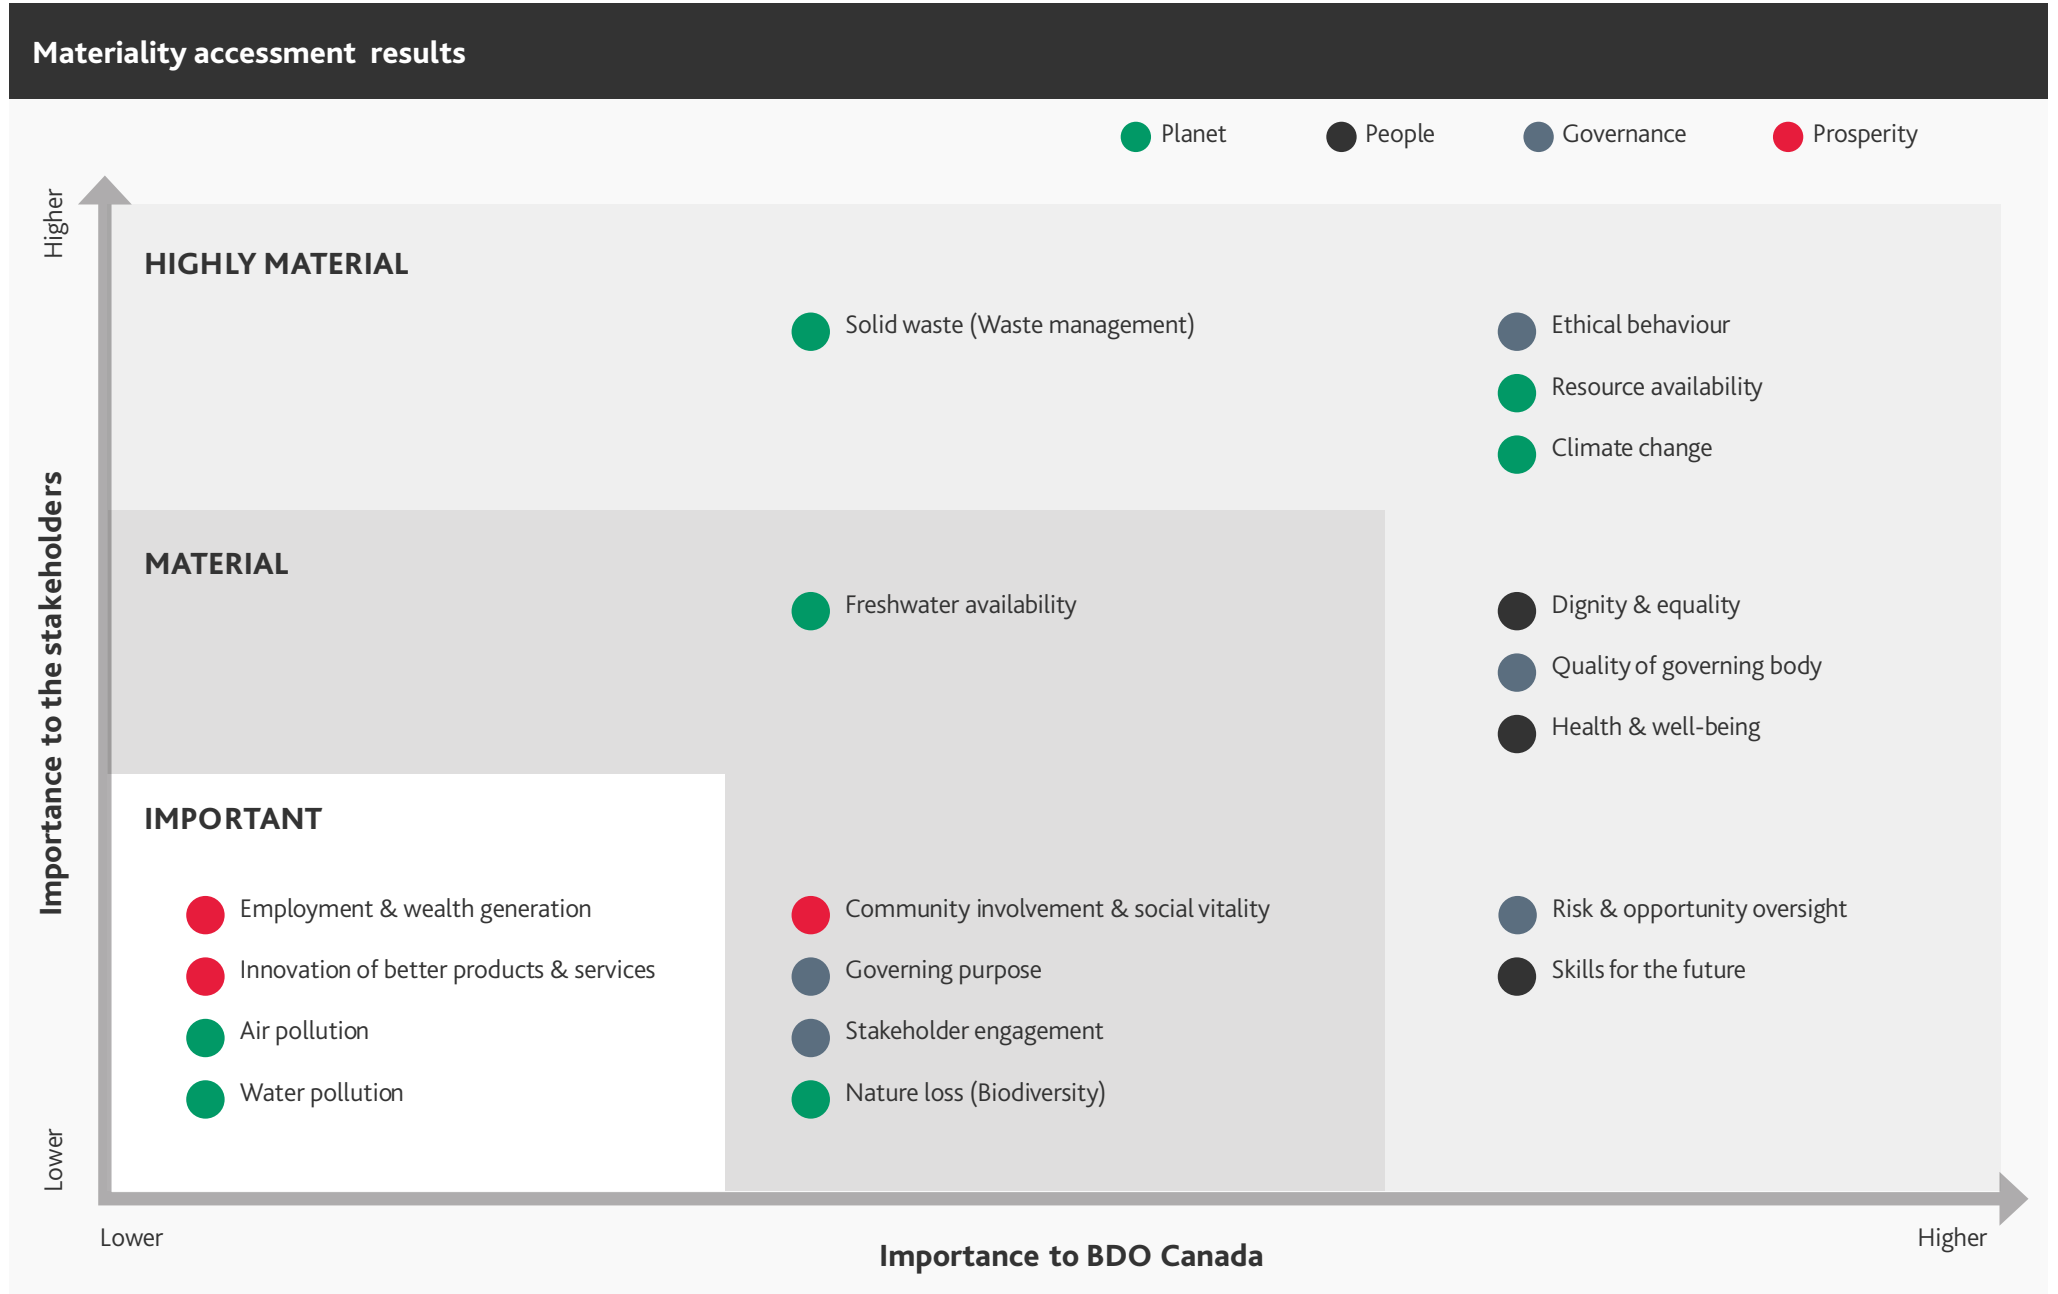 Materiality accessment results
Planet
People
Governance
Prosperity
Higher
Importance to the stakeholders
Lower
HIGHLY MATERIAL
Solid waste (Waste management)
Ethical behaviour
Resource availability
Climate change
MATERIAL
Freshwater availability
Dignity & equality
Quality of governing body
Health & well-being
IMPORTANT
Employment & wealth generation
Innovation of better products & services
Air pollution
Water pollution
Community involvement & social vitality
Governing purpose
Stakeholder engagement
Nature loss (Biodiversity)
Risk & opportunity oversight
Skills for the future
Lower
Importance to BDO Canada
Higher